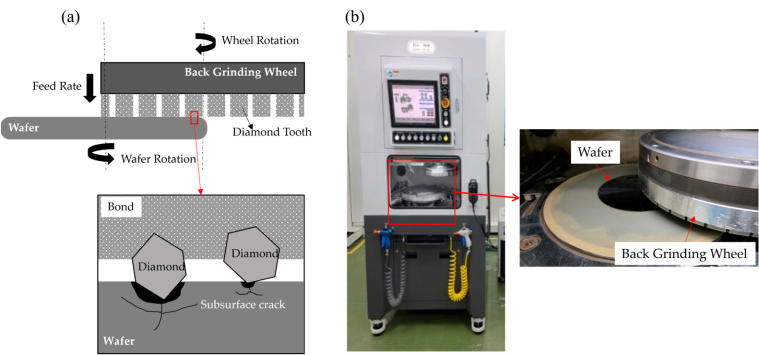 (a)
Wheel Rotation
Back Grinding Wheel
Feed Rate
Wafer
Diamond Tooth
Wafer Rotation
Bond
Diamond
Diamond
Subsurface crack
Wafer
(b)
Wafer
Back Grinding Wheel